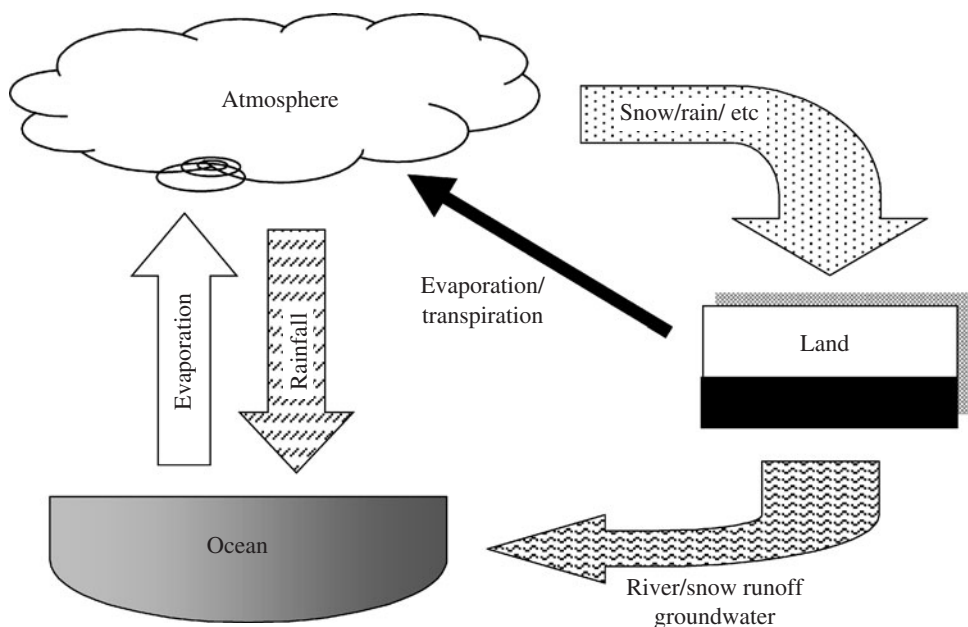 Atmosphere
Snow/rain/ etc
Evaporation/
transpiration
Evaporation
Rainfall
Land
Ocean
River/snow runoff
groundwater